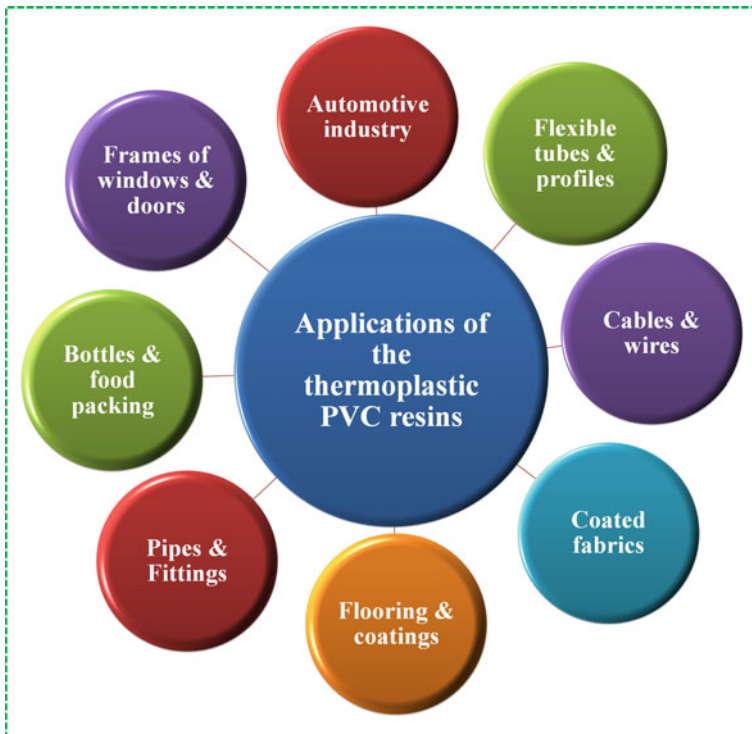 Applications of
the
thermoplastic
PVC resins
Automotive
industry
Flexible
tubes &
profiles
Cables &
wires
Coated
fabrics
Flooring &
coatings
Pipes &
Fittings
Bottles &
food
packing
Frames of
windows &
doors